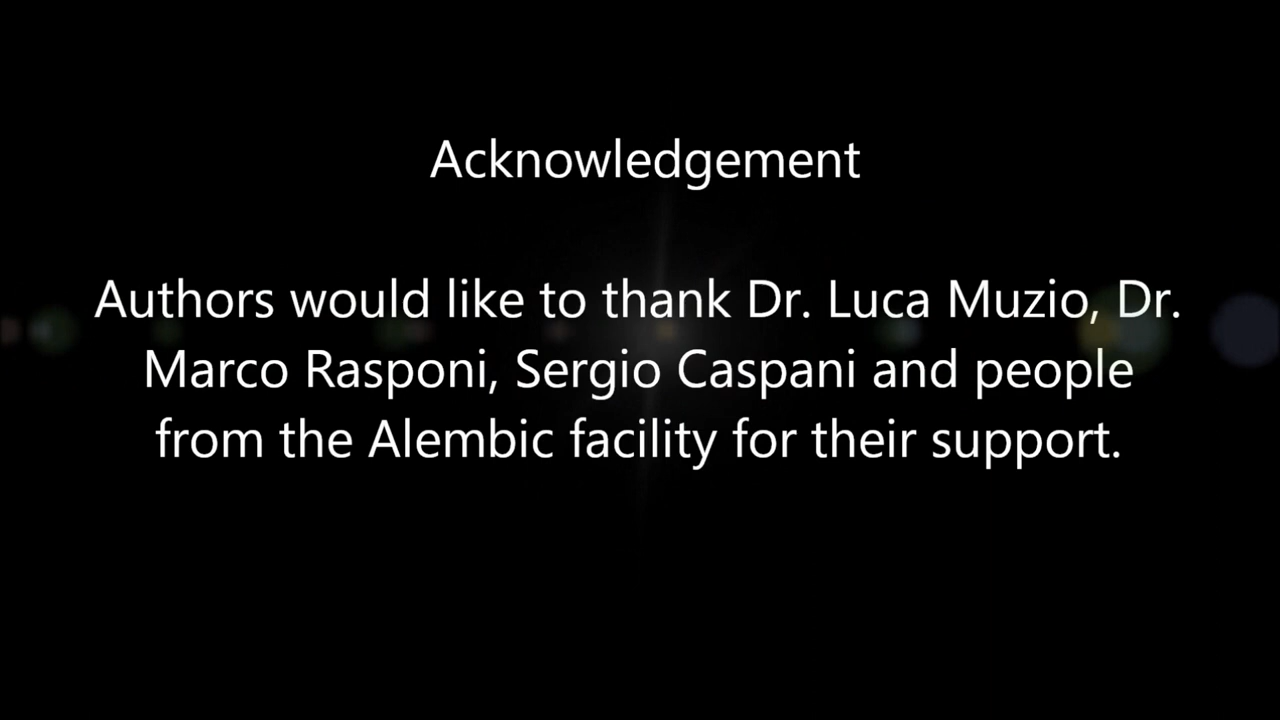 Acknowledgement
Authors would like to thank Dr. Luca Muzio, Dr.
Marco Rasponi, Sergio Caspani and people
from the Alembic facility for their support.